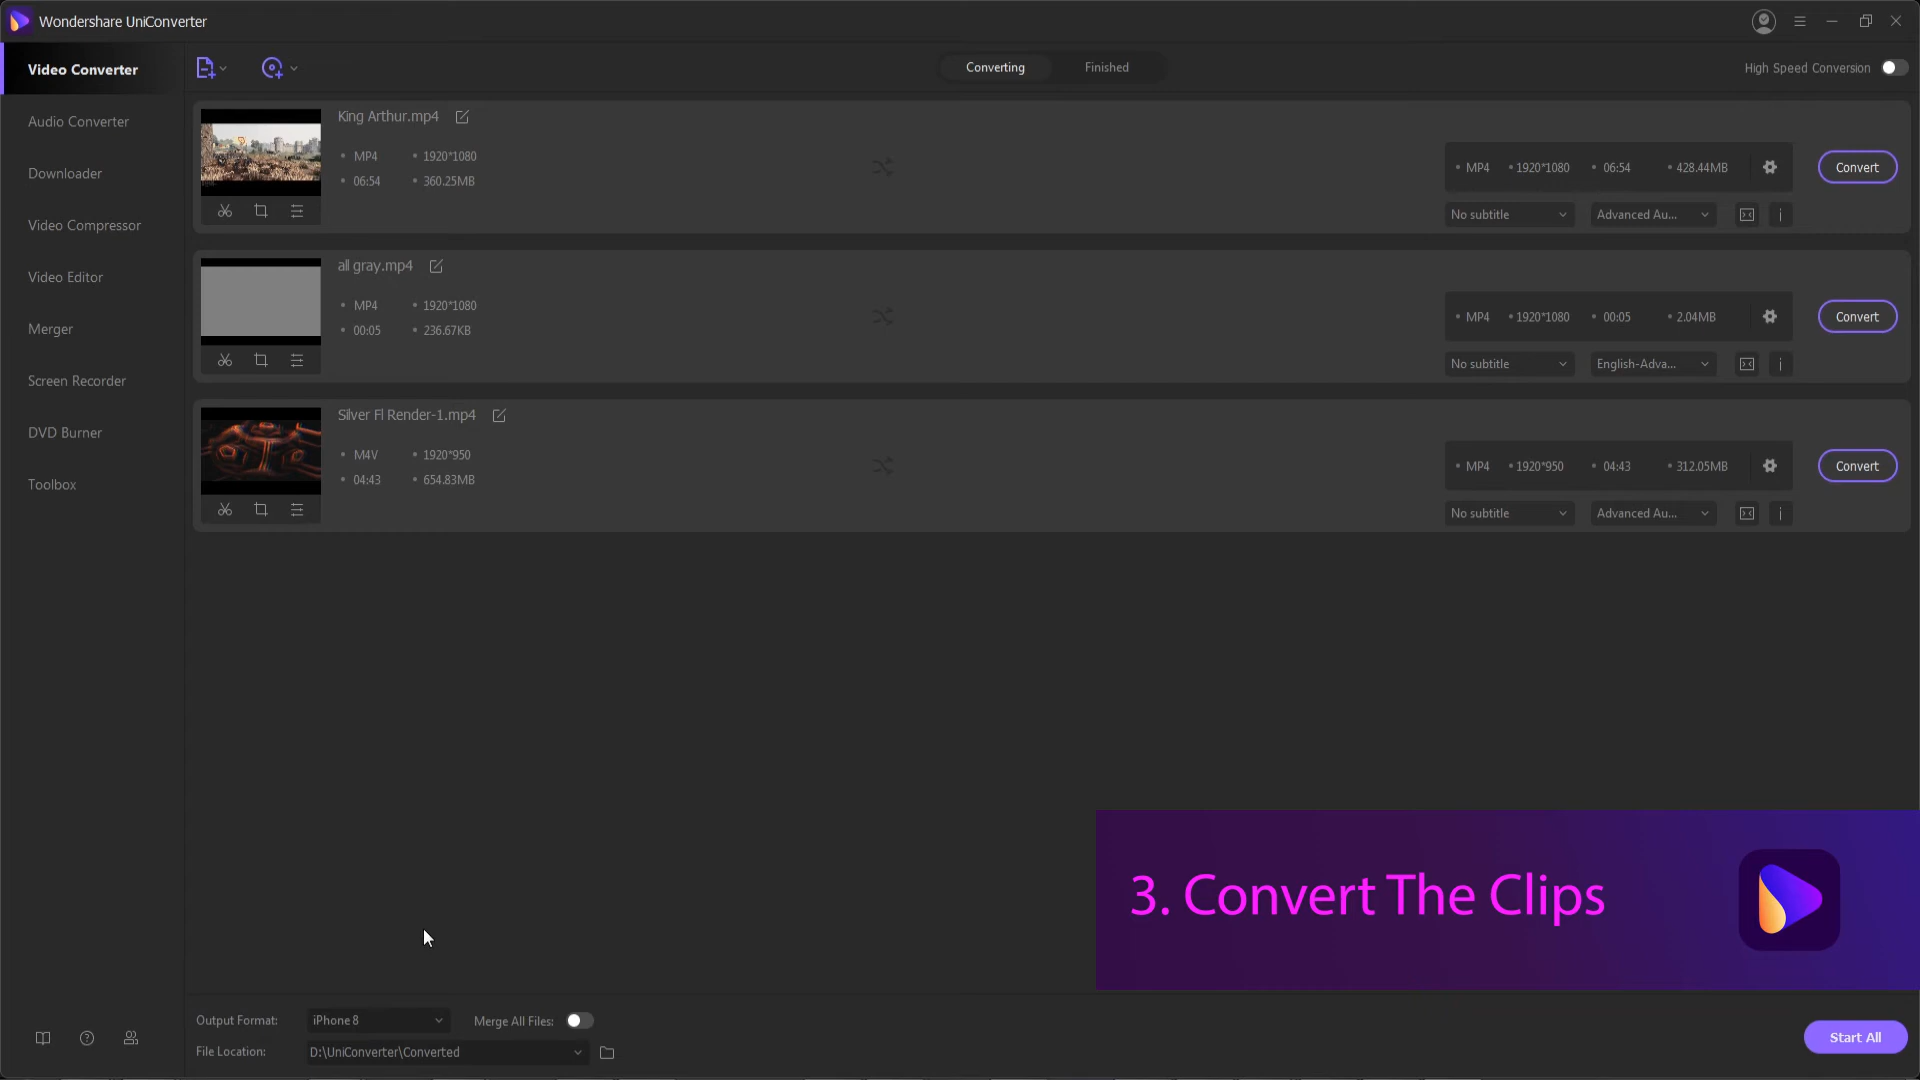 Wondershare UniConverter
Video Converter
Audio Converter
Downloader
Video Compressor
Video Editor
Merger
Screen Recorder
DVD Burner
Toolbox
Converting
Finished
High Speed Conversion
King Arthur.mp4
• MP4 • 1920*1080
• 06:54 • 360.25MB
• MP4 • 1920*1080 • 06:54 • 428.44MB
Convert
No subtitle
Advanced Au...
all gray.mp4
• MP4 • 1920*1080
• 00:05 • 236.67KB
• MP4 • 1920*1080 • 00:05 • 2.04MB
Convert
No subtitle
English-Adva...
Silver Fl Render-1.mp4
• M4V • 1920*950
• 04:43 • 654.83MB
• MP4 • 1920*950 • 04:43 • 312.05MB
Convert
No subtitle
Advanced Au...
3. Convert The Clips
Output Format: iPhone 8
Merge All Files:
File Location: D:\UniConverter\Converted
Start All